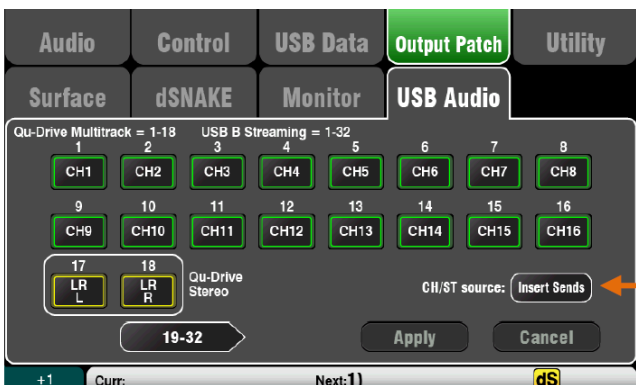 Audio Control USB Data Output Patch Utility
Surface dSNAKE Monitor USB Audio
Qu-Drive Multitrack = 1-18 USB B Streaming = 1-32
1 2 3 4 5 6 7 8
CH1 CH2 CH3 CH4 CH5 CH6 CH7 CH8
9 10 11 12 13 14 15 16
CH9 CH10 CH11 CH12 CH13 CH14 CH15 CH16
17 18
LR L LR R Qu-Drive Stereo
CH/ST source: Insert Sends
19-32 Apply Cancel
+1 Curr: Next:1) dS